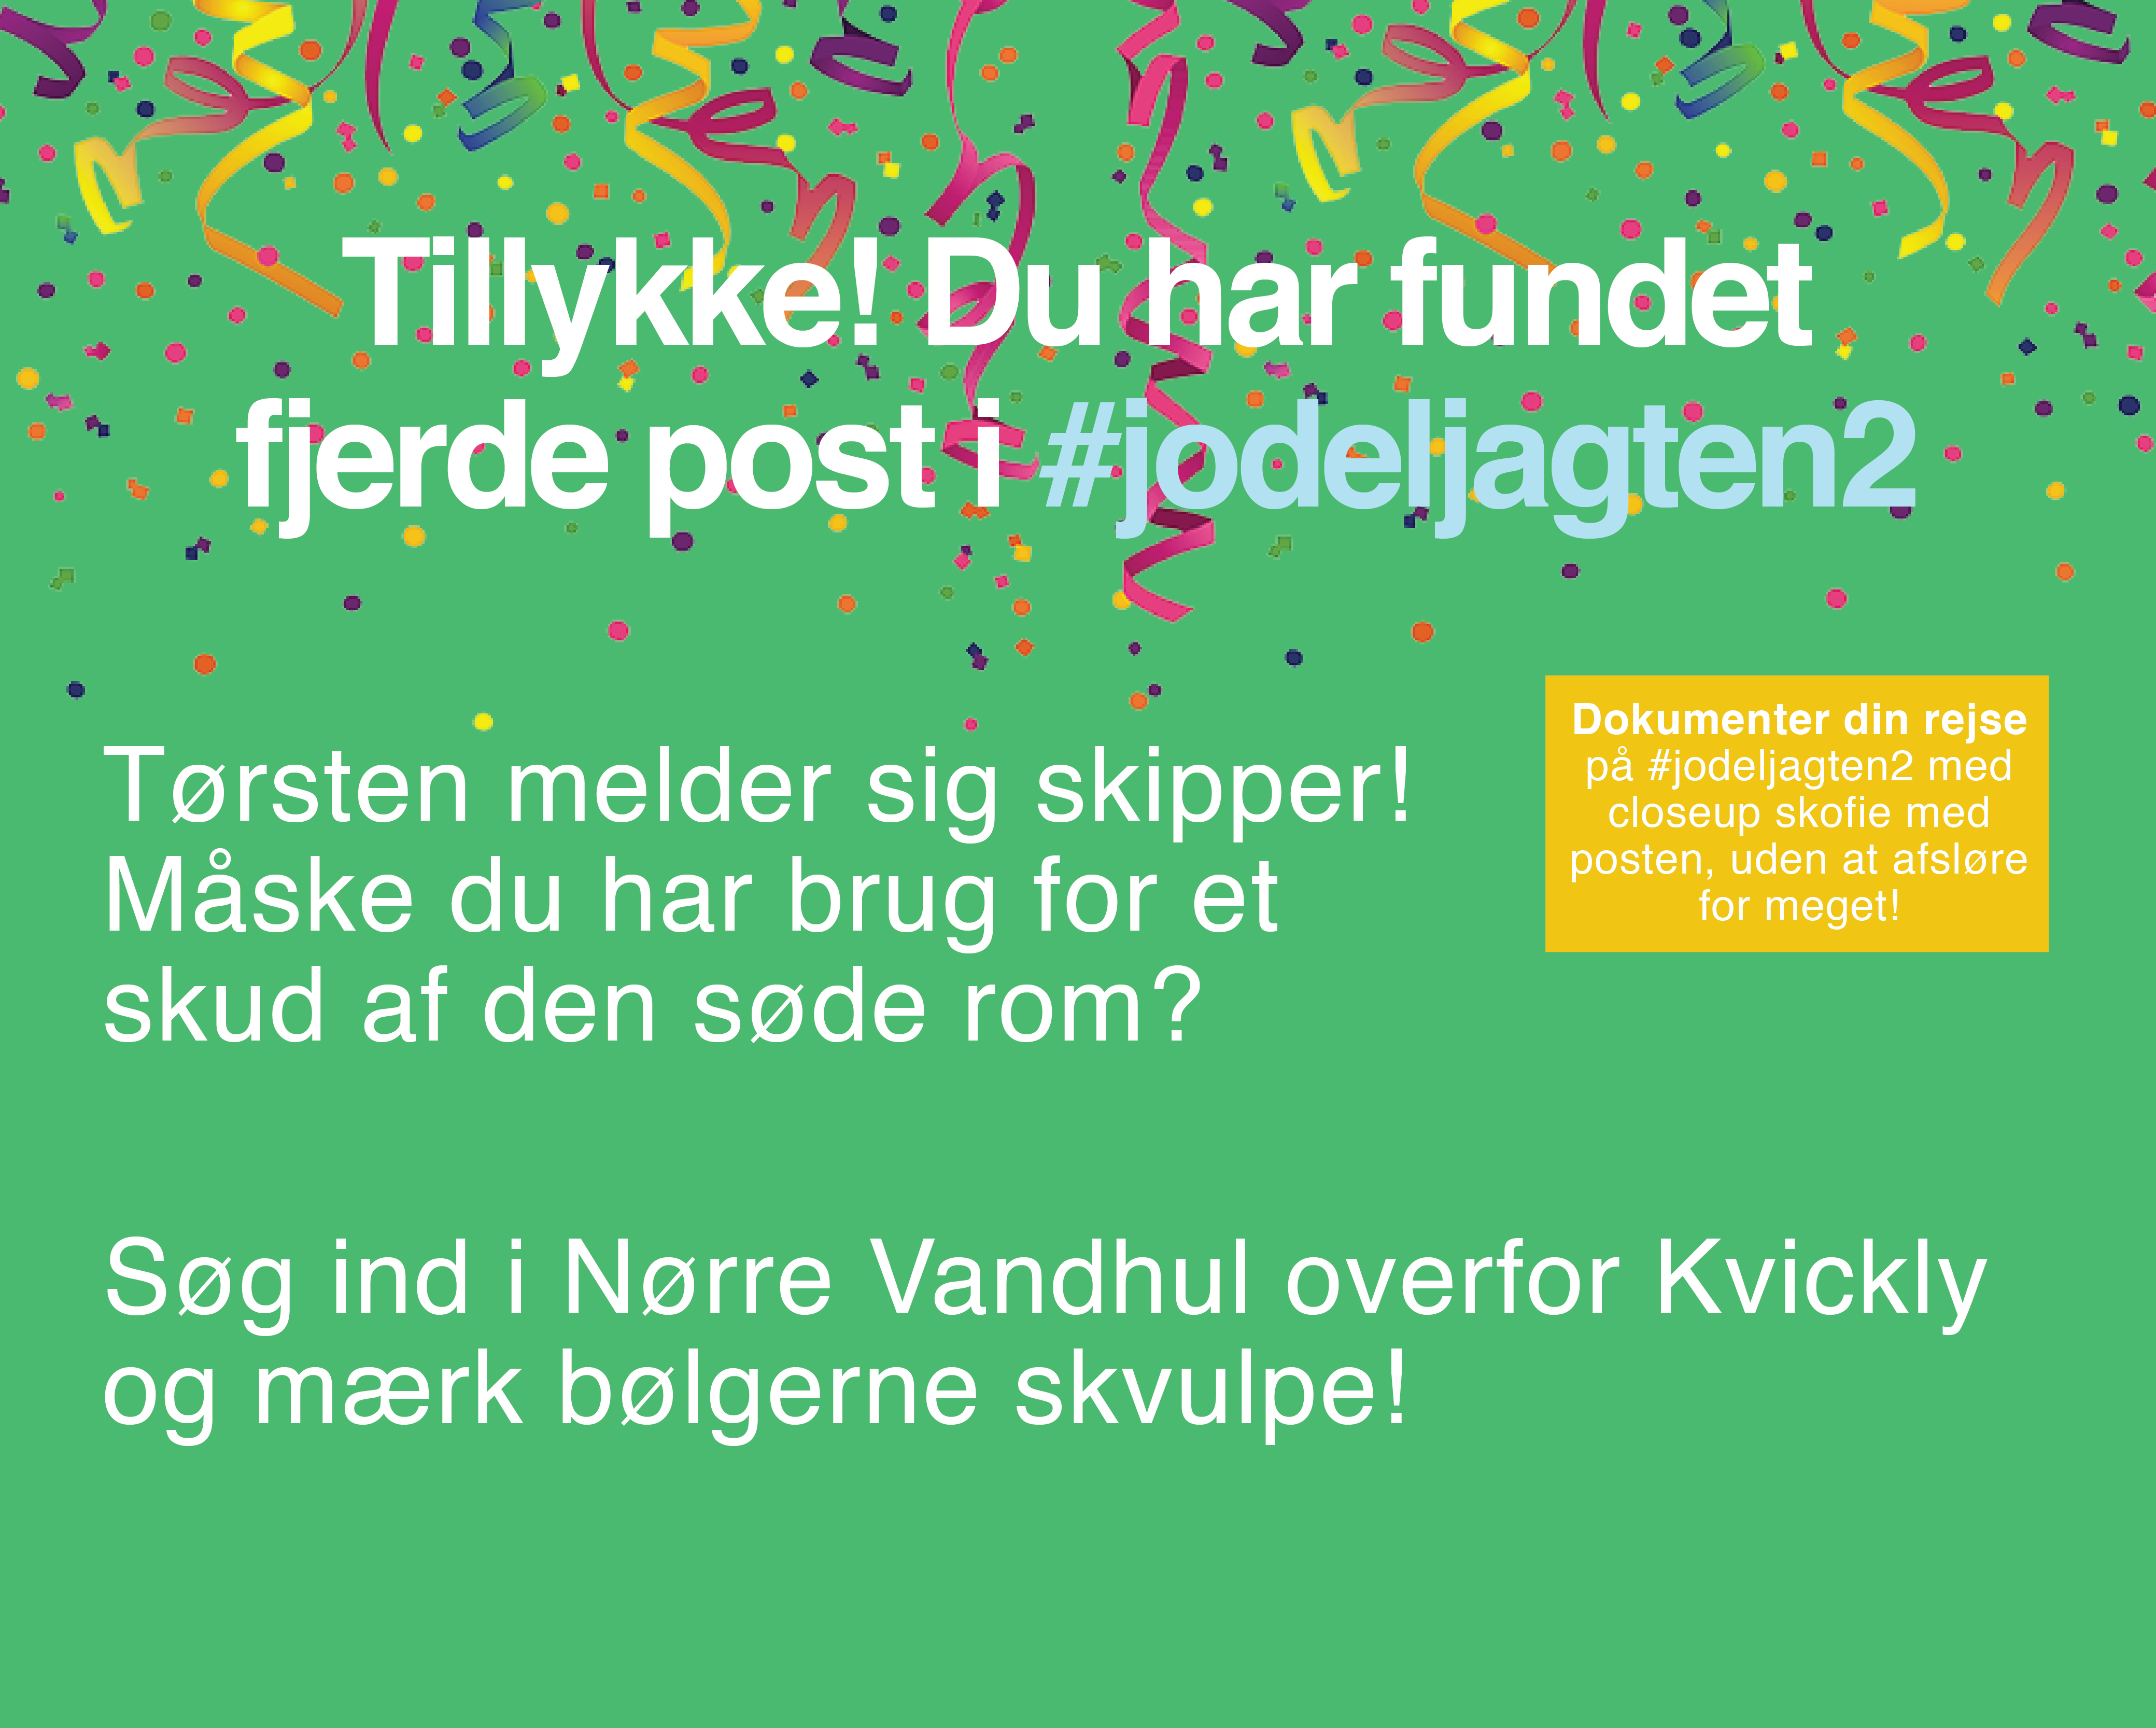 Tillykke! Du har fundet
fjerde post i #jodeljagten2
Dokumenter din rejse
på #jodeljagten2 med
closeup skofie med
posten, uden at afsløre
for meget!
Tørsten melder sig skipper!
Måske du har brug for et
skud af den søde rom?
Søg ind i Nørre Vandhul overfor Kvickly
og mærk bølgerne skvulpe!